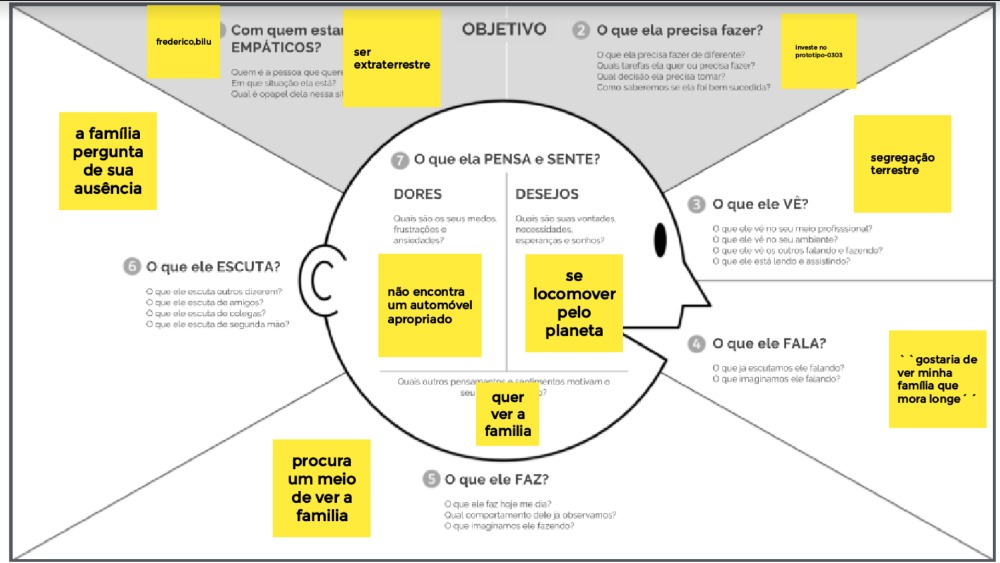 frederico,bilu
Com quem estar
EMPÁTICOS?
Quem é a pessoa que quere
Em que situação ela está?
Qual é opapel dela nessa sit
ser
extraterrestre
OBJETIVO
2 O que ela precisa fazer?
O que ela precisa fazer de diferente?
Quais tarefas ela quer ou precisa fazer?
Qual decisão ela precisa tomar?
Como saberemos se ela foi bem sucedida?
Investe no
prototipo-0303
a família
pergunta
de sua
ausência
7 O que ela PENSA e SENTE?
DORES
Quais são os seus medos,
frustrações e
ansiedades?
não encontra
um automóvel
apropriado
DESEJOS
Quais são suas vontades,
necessidades,
esperanças e sonhos?
se
locomover
pelo
planeta
Quais outros pensamentos e sentimentos motivam o
seu
o?
quer
ver a
familia
segregação
terrestre
3 O que ele VÊ?
O que ele vê no seu meio profisssional?
O que ele vê no seu ambiente?
O que ele vê os outros falando e fazendo?
O que ele está lendo e assistindo?
4 O que ele FALA?
O que ja escutamos ele falando?
O que imaginamos ele falando?
``gostaria de
ver minha
família que
mora longe´´
6 O que ele ESCUTA?
O que ele escuta outros dizerem?
O que ele escuta de amigos?
O que ele escuta de colegas?
O que ele escuta de segunda mão?
procura
um meio
de ver a
familia
5 O que ele FAZ?
O que ele faz hoje me dia?
Qual comportamento dele ja observamos?
O que imaginamos ele fazendo?